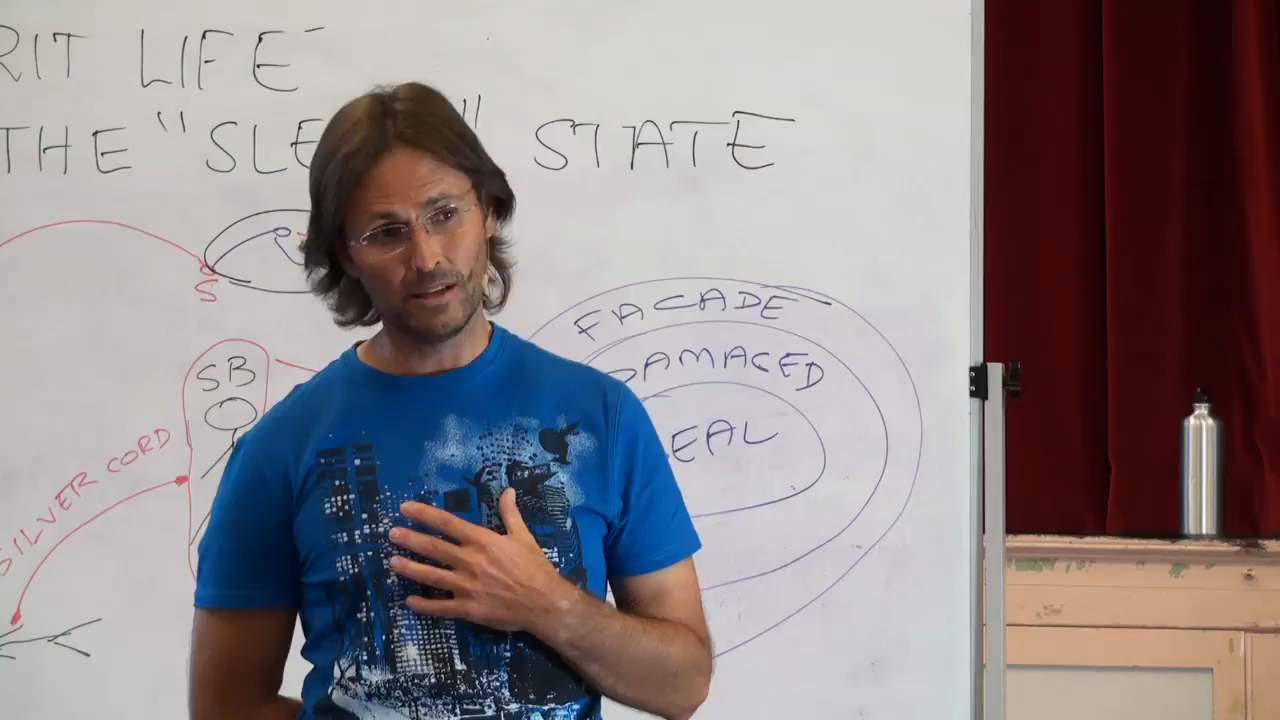 RIT LIFE
THE "SLE " STATE
S
FACADE
SB
DAMAGED
EAL
SILVER CORD